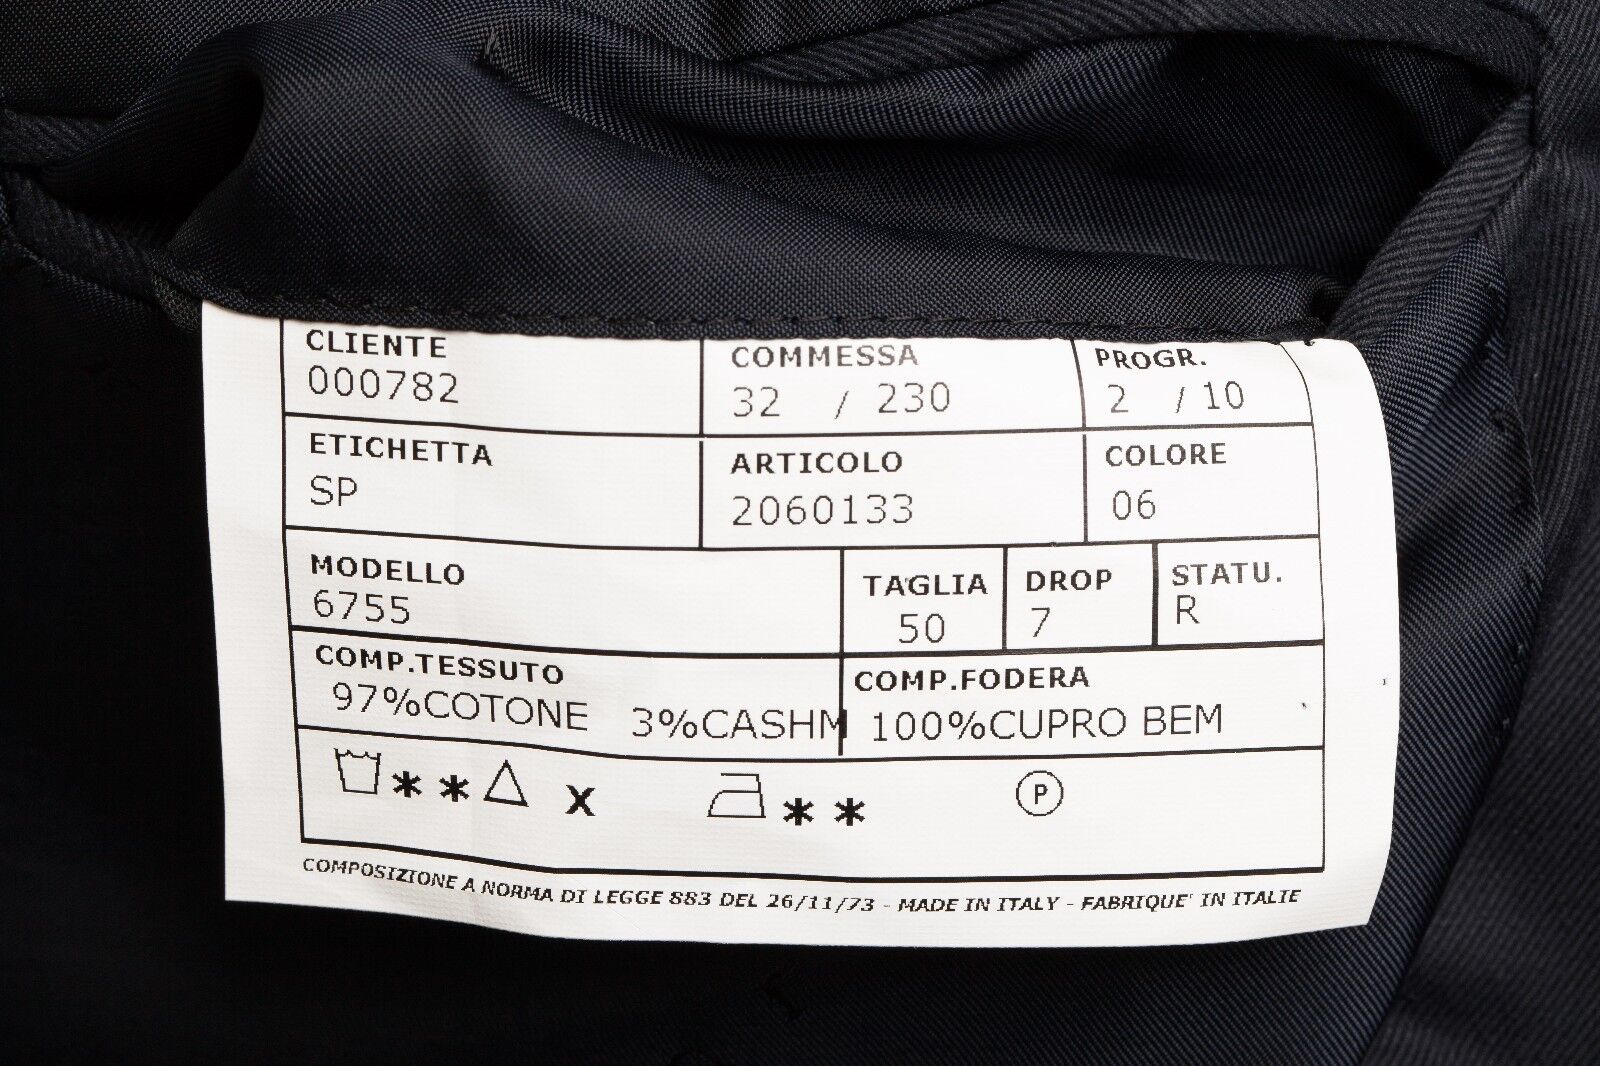 CLIENTE COMMESSA PROGR.
000782 32 / 230 2 / 10
ETICHETTA ARTICOLO COLORE
SP 2060133 06
MODELLO TAGLIA DROP STATU.
6755 50 7 R
COMP.TESSUTO COMP.FODERA
97%COTONE 3%CASHM 100%CUPRO BEM
** X ** P
COMPOSIZIONE A NORMA DI LEGGE 883 DEL 26/11/73 - MADE IN ITALY - FABRIQUE' IN ITALIE